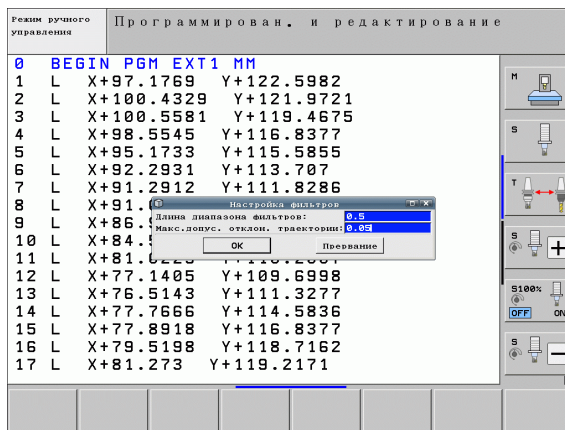 Режим ручного управления
Программирован. и редактирование
0 BEGIN PGM EXT1 MM
1 L X+97.1769 Y+122.5982
2 L X+100.4329 Y+121.9721
3 L X+100.5581 Y+119.4675
4 L X+98.5545 Y+116.8377
5 L X+95.1733 Y+115.5855
6 L X+92.2931 Y+113.707
7 L X+91.2912 Y+111.8286
8 L X+91.
Настройка фильтров
9 L X+86.
Длина диапазона фильтров: 0.5
Макс.допус. отклон. траектории: 0.05
10 L X+84.5
OK Прервание
11 L
12 L X+77.1405 Y+109.6998
13 L X+76.5143 Y+111.3277
14 L X+77.7666 Y+114.5836
15 L X+77.8918 Y+116.8377
16 L X+79.5198 Y+118.7162
17 L X+81.273 Y+119.2171
M
S
T
S
S100%
OFF ON
S